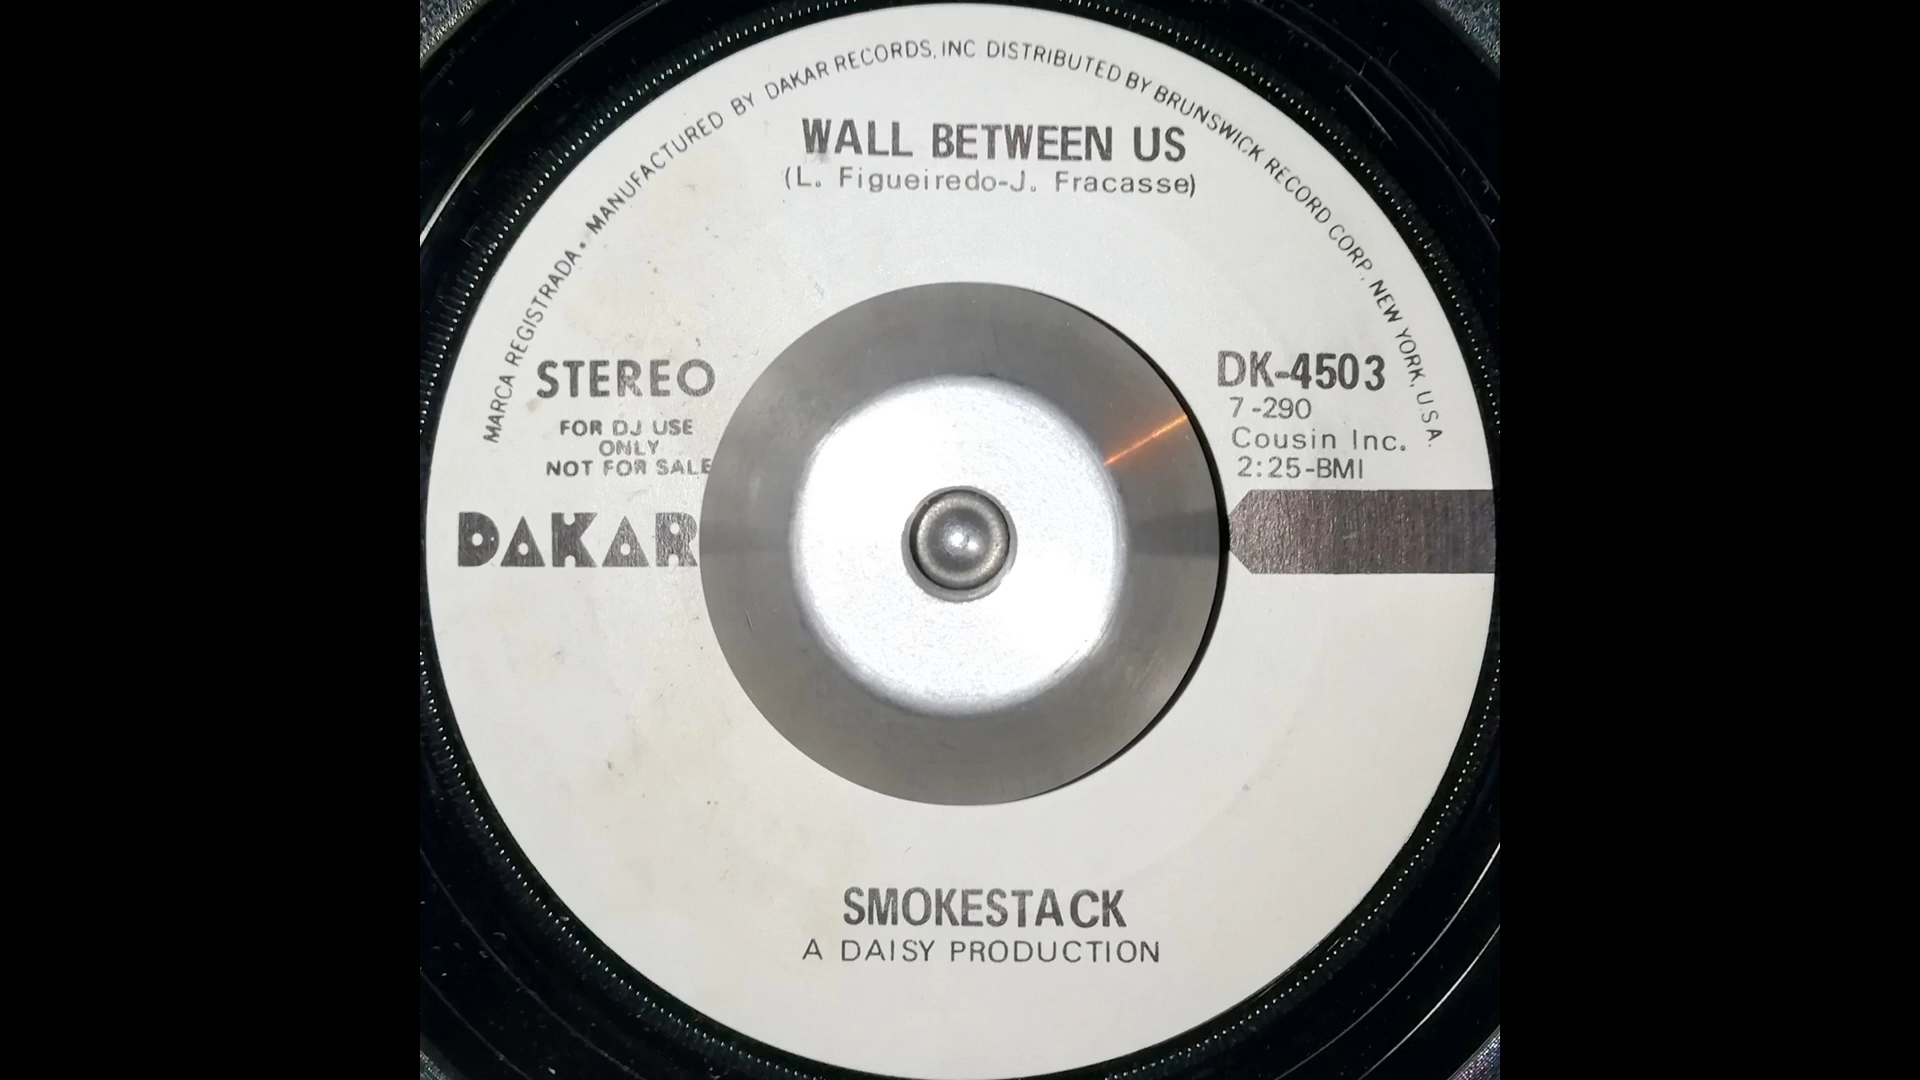 MARCA REGISTRADA. MANUFACTURED BY DAKAR RECORDS, INC DISTRIBUTED BY BRUNSWICK RECORD CORP., NEW YORK, U.S.A.
WALL BETWEEN US
(L. Figueiredo-J. Fracasse)
STEREO
FOR DJ USE
ONLY
NOT FOR SALE
DAKAR
DK-4503
7-290
Cousin Inc.
2:25-BMI
SMOKESTACK
A DAISY PRODUCTION